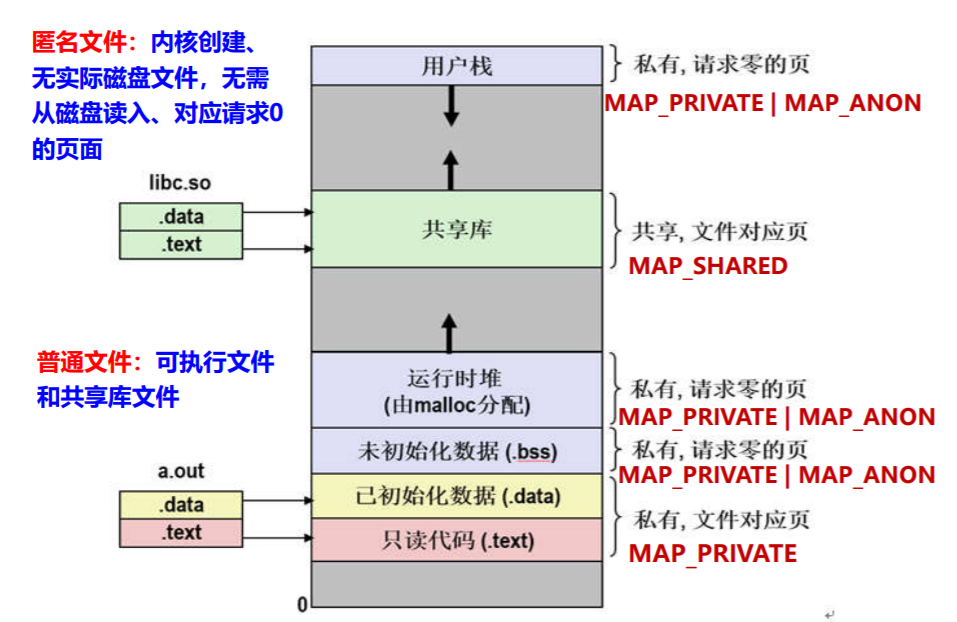 匿名文件：内核创建、
无实际磁盘文件，无需
从磁盘读入、对应请求0
的页面
用户栈
私有, 请求零的页
MAP_PRIVATE | MAP_ANON
libc.so
.data
.text
共享库
共享, 文件对应页
MAP_SHARED
普通文件：可执行文件
和共享库文件
运行时堆
(由malloc分配)
私有, 请求零的页
MAP_PRIVATE | MAP_ANON
未初始化数据 (.bss)
私有, 请求零的页
MAP_PRIVATE | MAP_ANON
a.out
.data
.text
已初始化数据 (.data)
只读代码 (.text)
私有, 文件对应页
MAP_PRIVATE
0